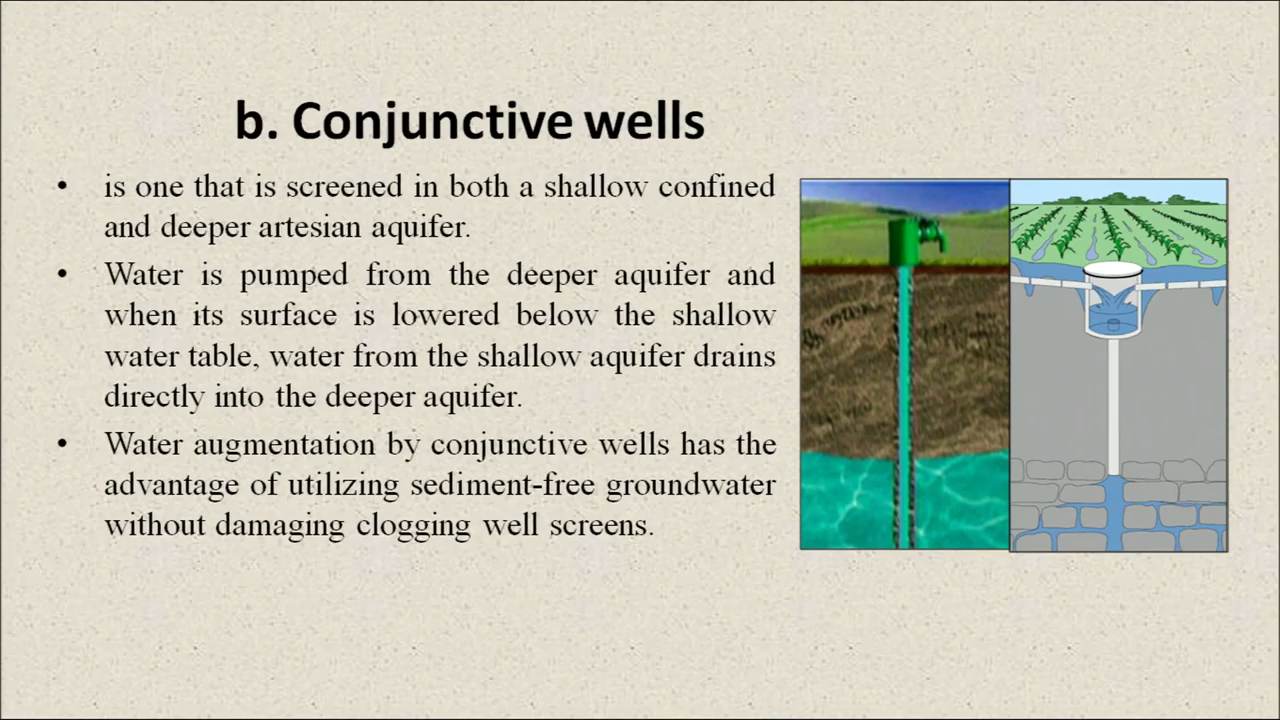 b. Conjunctive wells
• is one that is screened in both a shallow confined
and deeper artesian aquifer.
• Water is pumped from the deeper aquifer and
when its surface is lowered below the shallow
water table, water from the shallow aquifer drains
directly into the deeper aquifer.
• Water augmentation by conjunctive wells has the
advantage of utilizing sediment-free groundwater
without damaging clogging well screens.